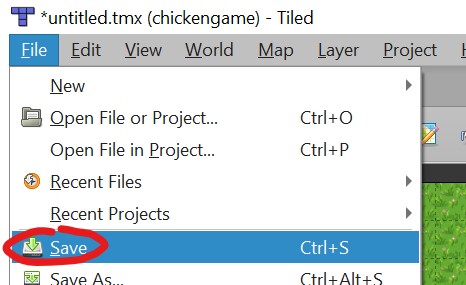 *untitled.tmx (chickengame) - Tiled
File Edit View World Map Layer Project
New
Open File or Project... Ctrl+O
Open File in Project... Ctrl+P
Recent Files
Recent Projects
Save Ctrl+S
Save As... Ctrl+Alt+S